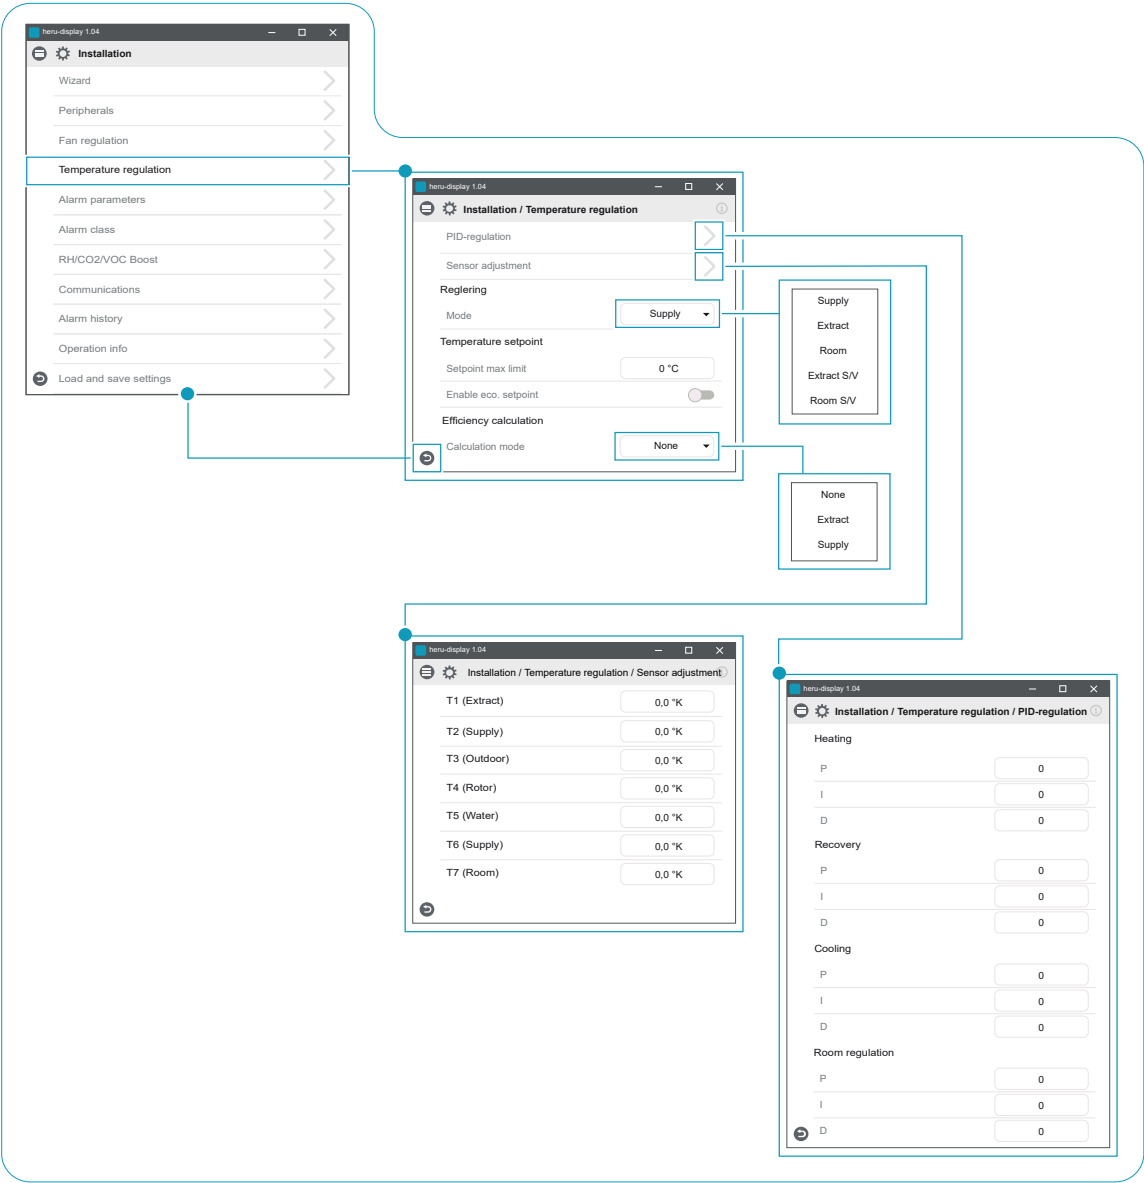 heru-display 1.04
Installation
Wizard
Peripherals
Fan regulation
Temperature regulation
Alarm parameters
Alarm class
RH/CO2/VOC Boost
Communications
Alarm history
Operation info
Load and save settings
heru-display 1.04
Installation / Temperature regulation
PID-regulation
Sensor adjustment
Reglering
Mode Supply
Temperature setpoint
Setpoint max limit 0 °C
Enable eco. setpoint
Efficiency calculation
Calculation mode None
Supply
Extract
Room
Extract S/V
Room S/V
None
Extract
Supply
heru-display 1.04
Installation / Temperature regulation / Sensor adjustment
T1 (Extract) 0,0 °K
T2 (Supply) 0,0 °K
T3 (Outdoor) 0,0 °K
T4 (Rotor) 0,0 °K
T5 (Water) 0,0 °K
T6 (Supply) 0,0 °K
T7 (Room) 0,0 °K
heru-display 1.04
Installation / Temperature regulation / PID-regulation
Heating
P 0
I 0
D 0
Recovery
P 0
I 0
D 0
Cooling
P 0
I 0
D 0
Room regulation
P 0
I 0
D 0